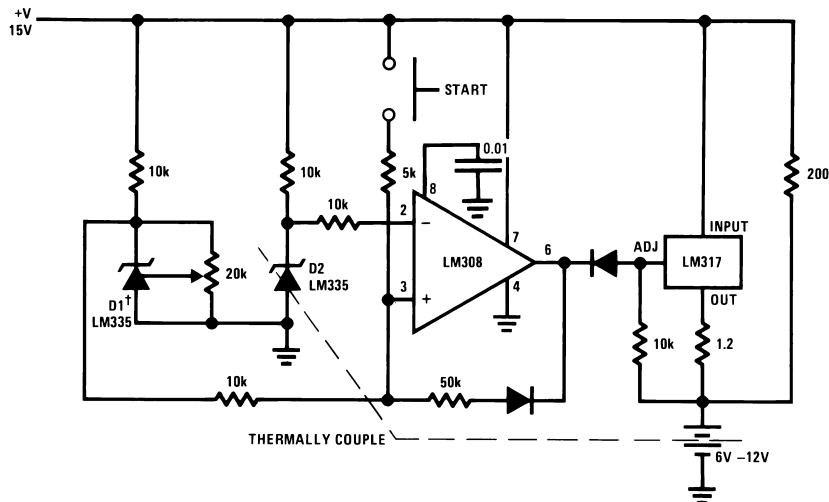 +V
15V
START
10k
10k
5k
0.01
8
200
10k
2
−
7
6
ADJ
INPUT
LM317
OUT
D1†
LM335
20k
D2
LM335
LM308
3
+
4
10k
1.2
10k
50k
THERMALLY COUPLE
6V –12V